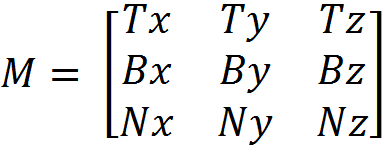 Tx Ty Tz
M = Bx By Bz
Nx Ny Nz